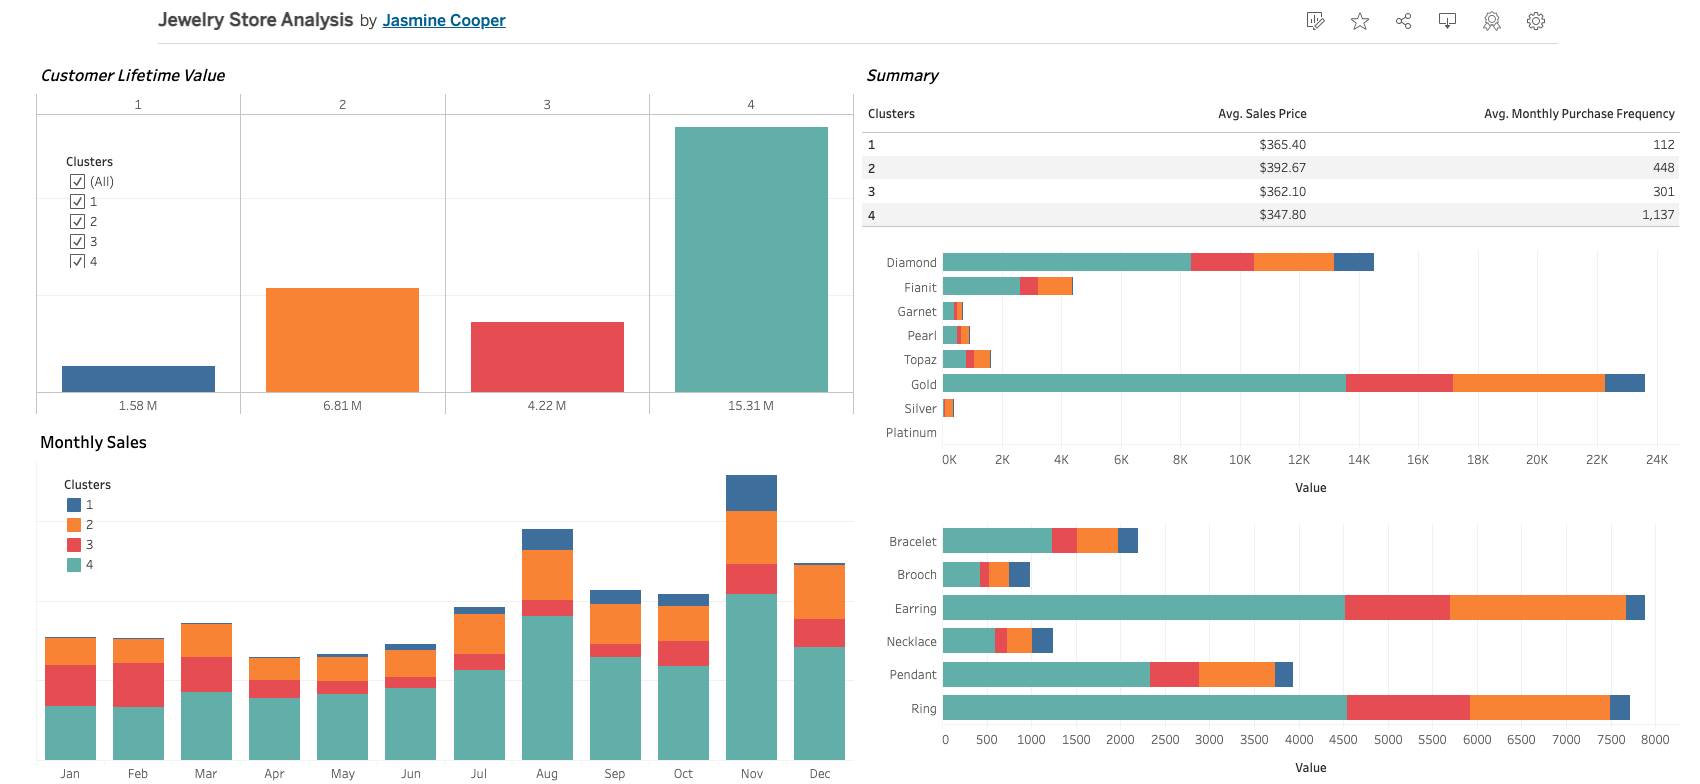 Jewelry Store Analysis by Jasmine Cooper
Customer Lifetime Value
1 2 3 4
Clusters
(All)
1
2
3
4
1.58 M 6.81 M 4.22 M 15.31 M
Monthly Sales
Clusters
1
2
3
4
Jan Feb Mar Apr May Jun Jul Aug Sep Oct Nov Dec
Summary
Clusters Avg. Sales Price Avg. Monthly Purchase Frequency
1 $365.40 112
2 $392.67 448
3 $362.10 301
4 $347.80 1,137
Diamond
Fianit
Garnet
Pearl
Topaz
Gold
Silver
Platinum
0K 2K 4K 6K 8K 10K 12K 14K 16K 18K 20K 22K 24K
Value
Bracelet
Brooch
Earring
Necklace
Pendant
Ring
0 500 1000 1500 2000 2500 3000 3500 4000 4500 5000 5500 6000 6500 7000 7500 8000
Value